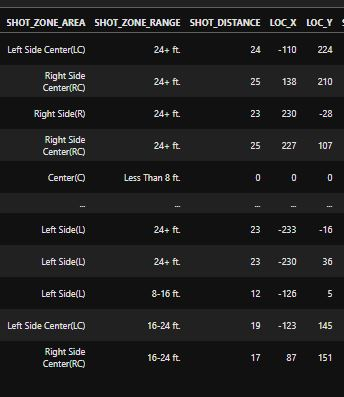 SHOT_ZONE_AREA SHOT_ZONE_RANGE SHOT_DISTANCE LOC_X LOC_Y
Left Side Center(LC) 24+ ft. 24 -110 224
Right Side
Center(RC) 24+ ft. 25 138 210
Right Side(R) 24+ ft. 23 230 -28
Right Side
Center(RC) 24+ ft. 25 227 107
Center(C) Less Than 8 ft. 0 0 0
... ... ... ... ...
Left Side(L) 24+ ft. 23 -233 -16
Left Side(L) 24+ ft. 23 -230 36
Left Side(L) 8-16 ft. 12 -126 5
Left Side Center(LC) 16-24 ft. 19 -123 145
Right Side
Center(RC) 16-24 ft. 17 87 151